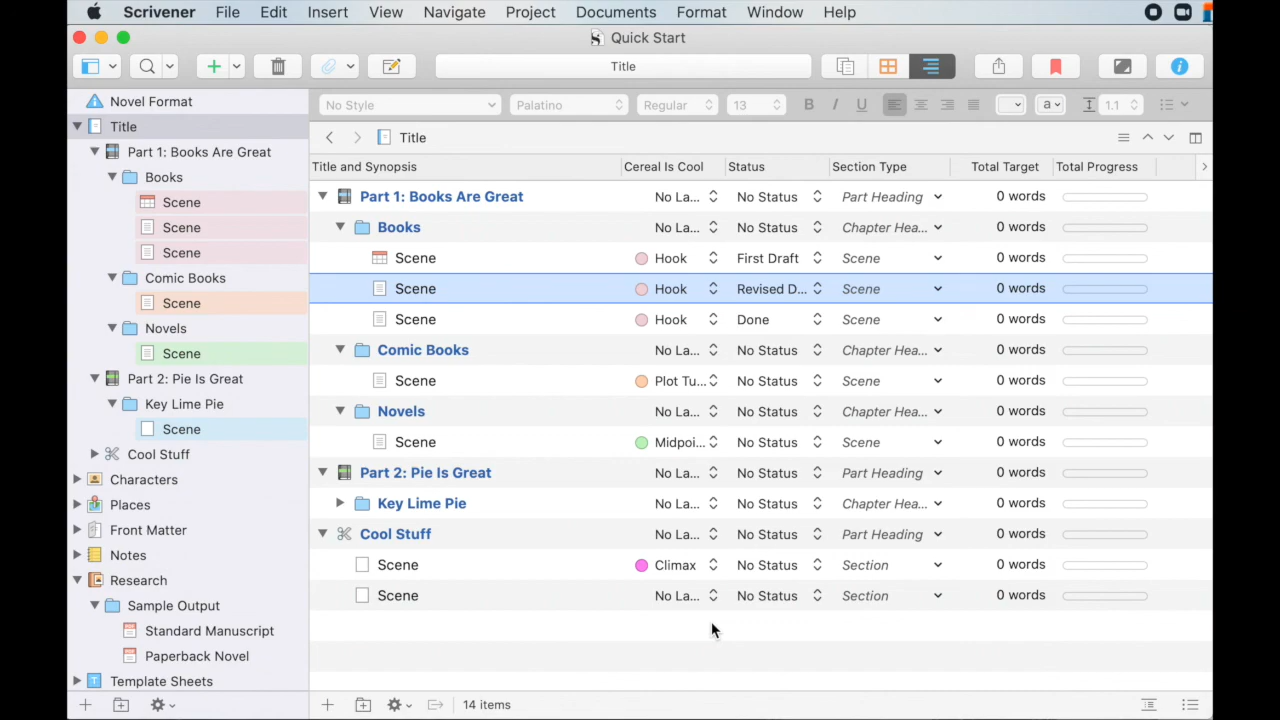 Scrivener File Edit Insert View Navigate Project Documents Format Window Help
Quick Start
Title
No Style Palatino Regular 13 B I U a 1.1
Novel Format
Title
Part 1: Books Are Great
Books
Scene
Scene
Scene
Comic Books
Scene
Novels
Scene
Part 2: Pie Is Great
Key Lime Pie
Scene
Cool Stuff
Characters
Places
Front Matter
Notes
Research
Sample Output
Standard Manuscript
Paperback Novel
Template Sheets
Title
Title and Synopsis Cereal Is Cool Status Section Type Total Target Total Progress
Part 1: Books Are Great No La... No Status Part Heading 0 words
Books No La... No Status Chapter Hea... 0 words
Scene Hook First Draft Scene 0 words
Scene Hook Revised D... Scene 0 words
Scene Hook Done Scene 0 words
Comic Books No La... No Status Chapter Hea... 0 words
Scene Plot Tu... No Status Scene 0 words
Novels No La... No Status Chapter Hea... 0 words
Scene Midpoi... No Status Scene 0 words
Part 2: Pie Is Great No La... No Status Part Heading 0 words
Key Lime Pie No La... No Status Chapter Hea... 0 words
Cool Stuff No La... No Status Part Heading 0 words
Scene Climax No Status Section 0 words
Scene No La... No Status Section 0 words
14 items